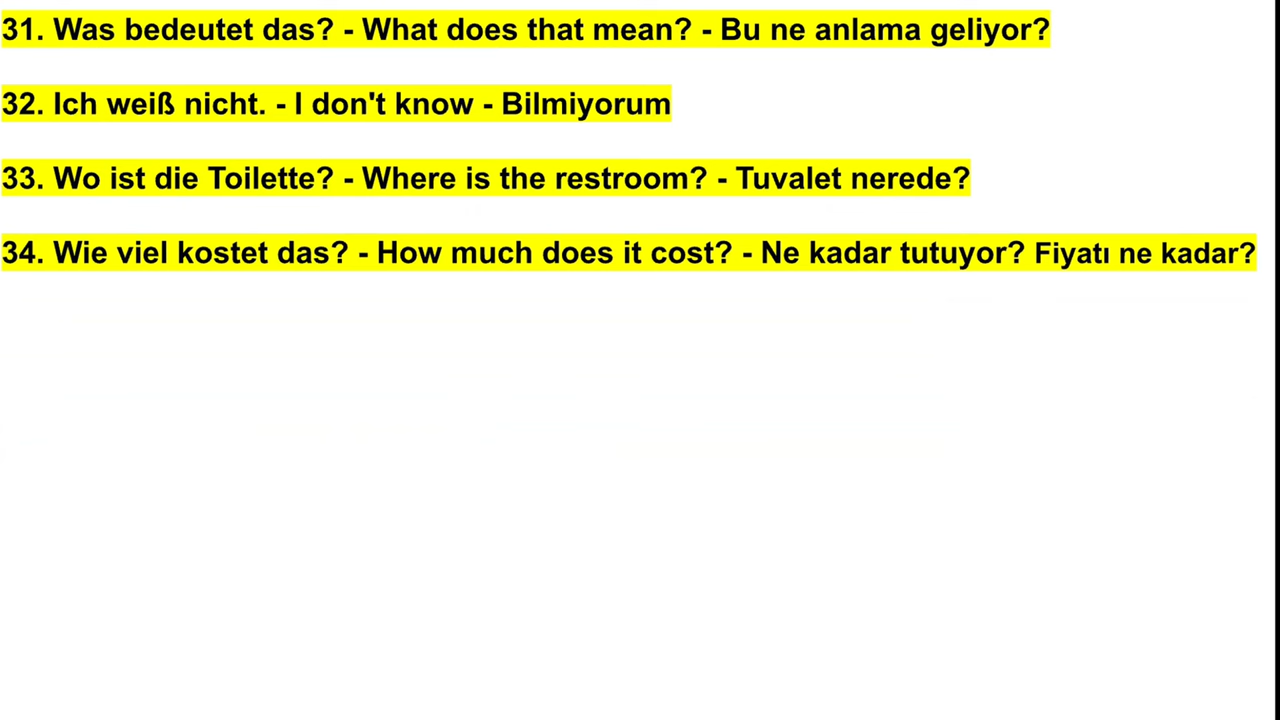 31. Was bedeutet das? - What does that mean? - Bu ne anlama geliyor?
32. Ich weiß nicht. - I don't know - Bilmiyorum
33. Wo ist die Toilette? - Where is the restroom? - Tuvalet nerede?
34. Wie viel kostet das? - How much does it cost? - Ne kadar tutuyor? Fiyatı ne kadar?